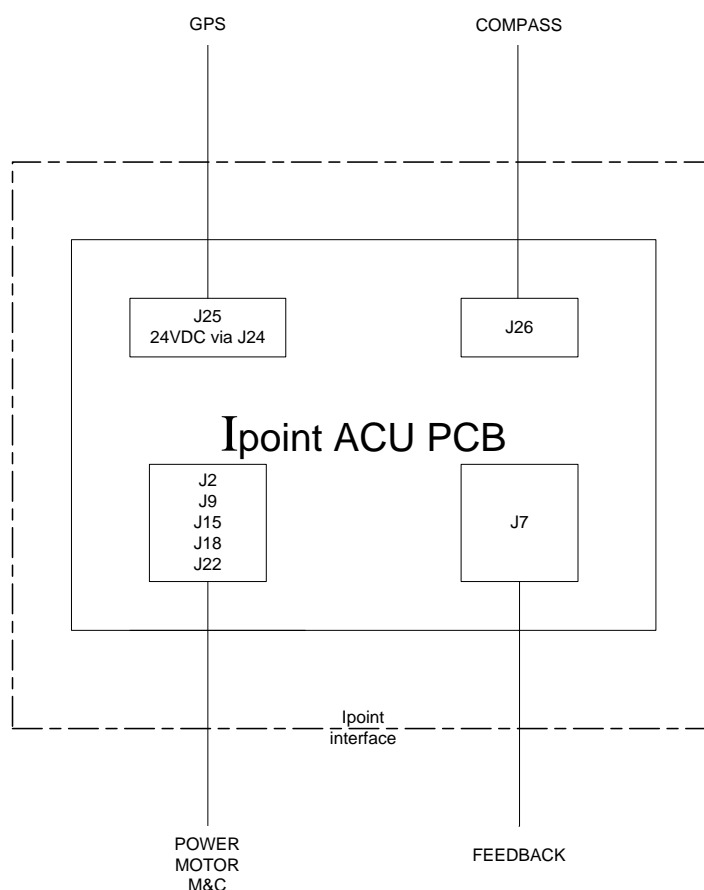 GPS
COMPASS
J25
24VDC via J24
J26
Ipoint ACU PCB
J2
J9
J15
J18
J22
J7
Ipoint
interface
POWER
MOTOR
M&C
FEEDBACK